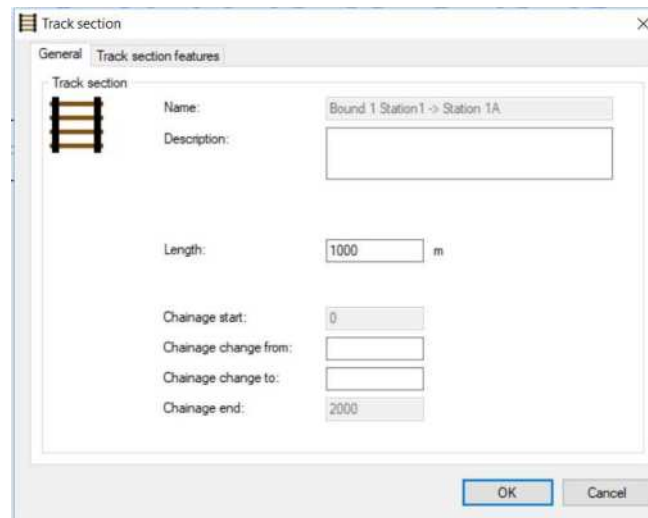 Track section
General Track section features
Track section
Name: Bound 1 Station1 -> Station 1A
Description:
Length: 1000 m
Chainage start: 0
Chainage change from:
Chainage change to:
Chainage end: 2000
OK Cancel